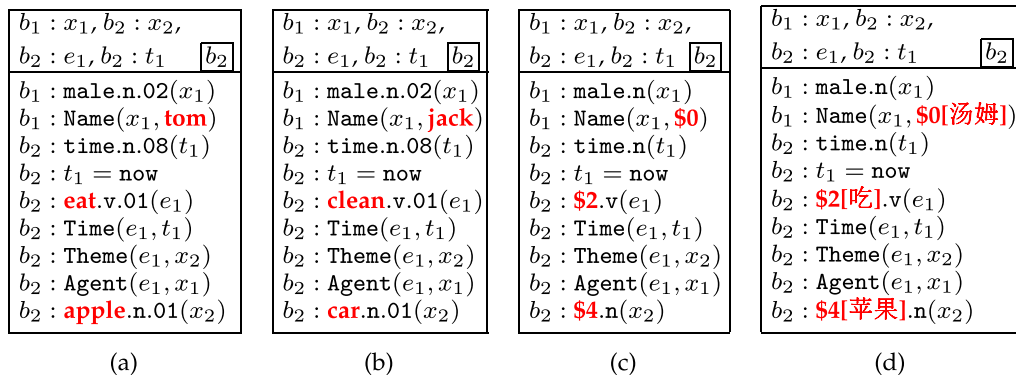 b₁ : x₁, b₂ : x₂,
b₂ : e₁, b₂ : t₁ b₂
b₁ : male.n.02(x₁)
b₁ : Name(x₁, tom)
b₂ : time.n.08(t₁)
b₂ : t₁ = now
b₂ : eat.v.01(e₁)
b₂ : Time(e₁, t₁)
b₂ : Theme(e₁, x₂)
b₂ : Agent(e₁, x₁)
b₂ : apple.n.01(x₂)
(a)
b₁ : x₁, b₂ : x₂,
b₂ : e₁, b₂ : t₁ b₂
b₁ : male.n.02(x₁)
b₁ : Name(x₁, jack)
b₂ : time.n.08(t₁)
b₂ : t₁ = now
b₂ : clean.v.01(e₁)
b₂ : Time(e₁, t₁)
b₂ : Theme(e₁, x₂)
b₂ : Agent(e₁, x₁)
b₂ : car.n.01(x₂)
(b)
b₁ : x₁, b₂ : x₂,
b₂ : e₁, b₂ : t₁ b₂
b₁ : male.n(x₁)
b₁ : Name(x₁, $0)
b₂ : time.n(t₁)
b₂ : t₁ = now
b₂ : $2.v(e₁)
b₂ : Time(e₁, t₁)
b₂ : Theme(e₁, x₂)
b₂ : Agent(e₁, x₁)
b₂ : $4.n(x₂)
(c)
b₁ : x₁, b₂ : x₂,
b₂ : e₁, b₂ : t₁ b₂
b₁ : male.n(x₁)
b₁ : Name(x₁, $0[汤姆])
b₂ : time.n(t₁)
b₂ : t₁ = now
b₂ : $2[吃].v(e₁)
b₂ : Time(e₁, t₁)
b₂ : Theme(e₁, x₂)
b₂ : Agent(e₁, x₁)
b₂ : $4[苹果].n(x₂)
(d)